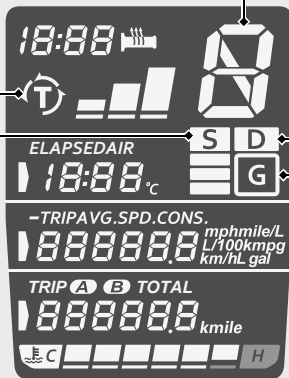 18:88
8
T
S D
ELAPSEDAIR
18:88 °C
G
-TRIPAVG.SPD.CONS.
888888.8 mphmile/L
L/100kmpg
km/hL gal
TRIP A B TOTAL
188888.8 kmile
C H